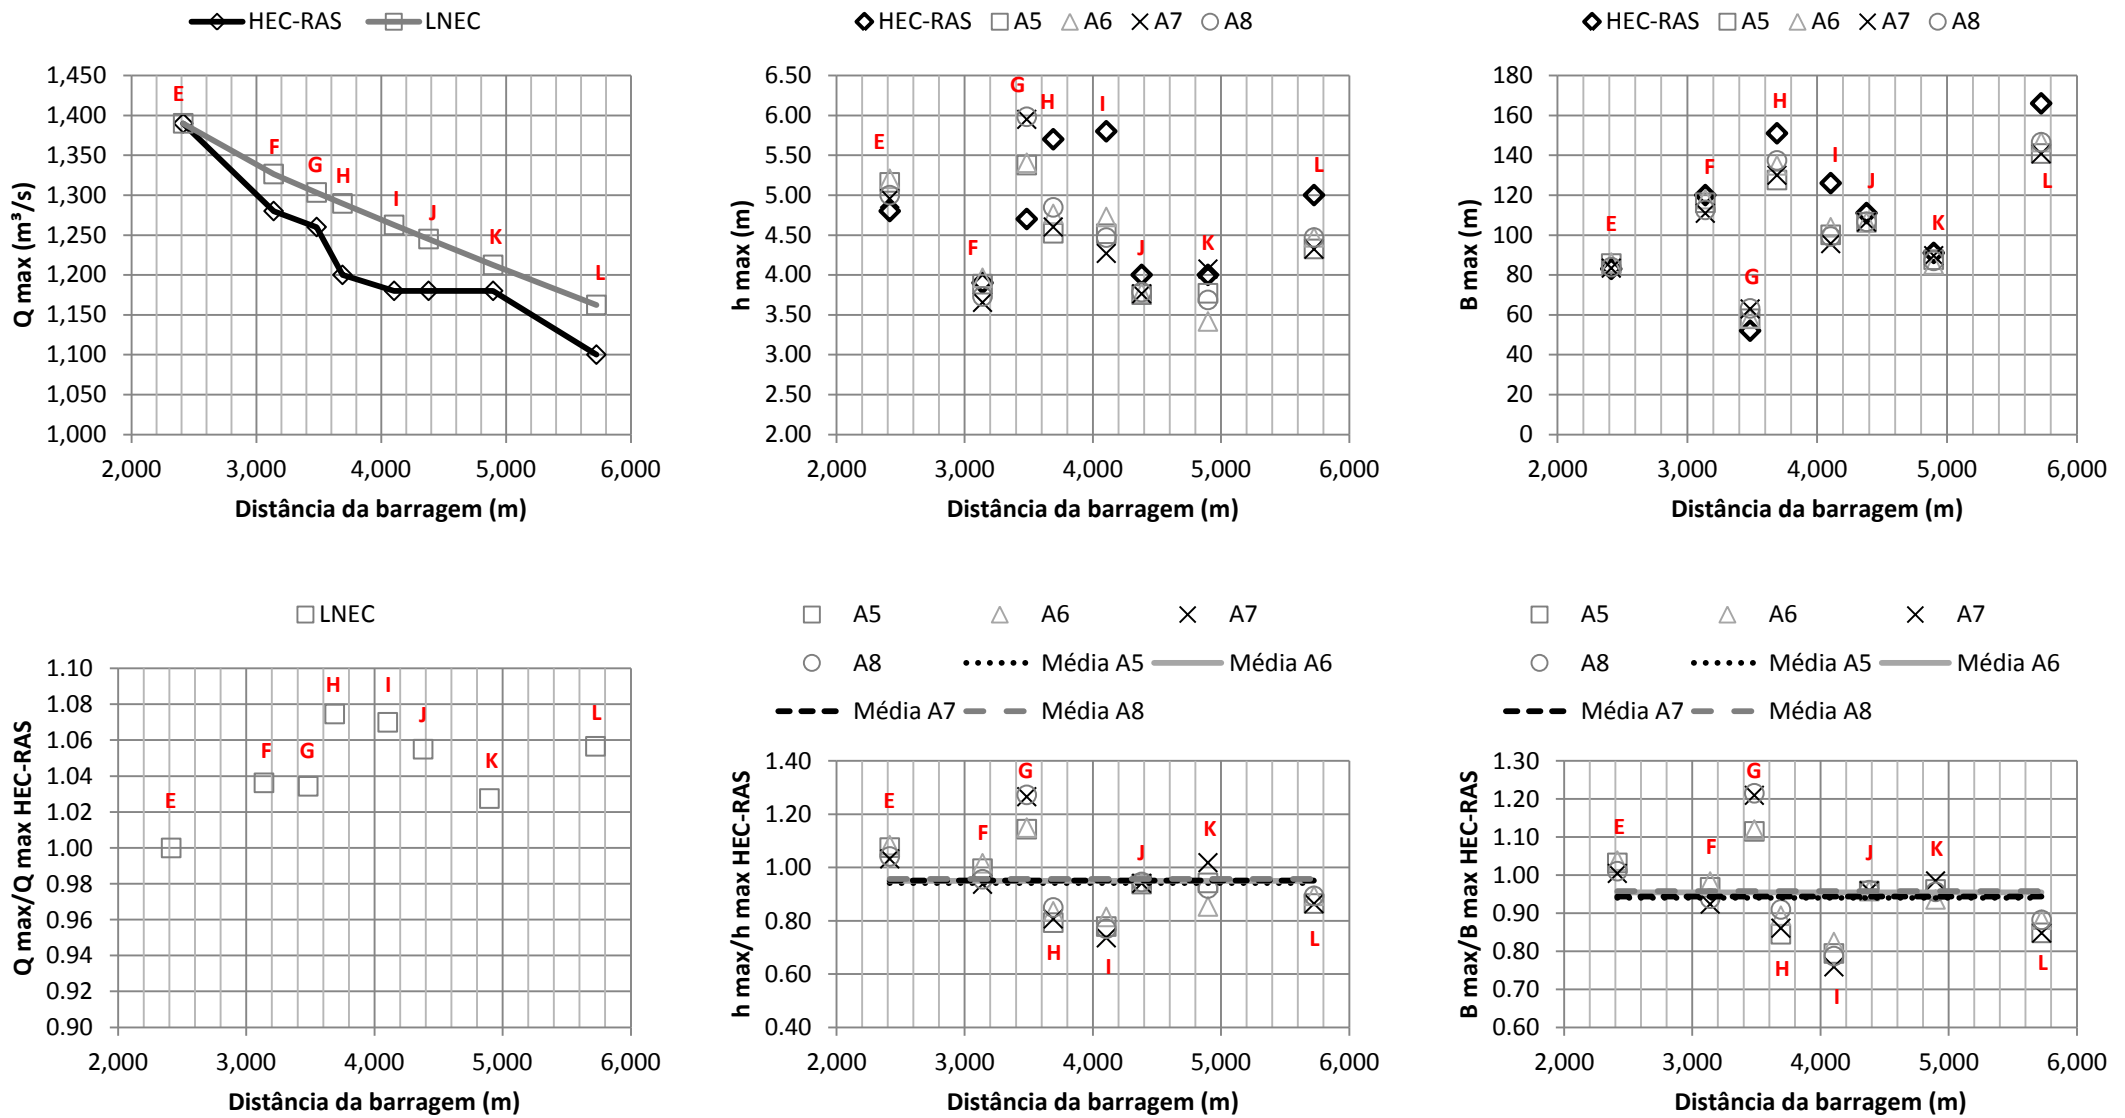 HEC-RAS LNEC
1,450
1,400
1,350
1,300
1,250
1,200
1,150
1,100
1,050
1,000
Q max (m³/s)
E
F
G
H
I
J
K
L
2,000 3,000 4,000 5,000 6,000
Distância da barragem (m)
HEC-RAS A5 A6 A7 A8
6.50
6.00
5.50
5.00
4.50
4.00
3.50
3.00
2.50
2.00
h max (m)
E
F
G
H
I
J
K
L
2,000 3,000 4,000 5,000 6,000
Distância da barragem (m)
HEC-RAS A5 A6 A7 A8
180
160
140
120
100
80
60
40
20
0
B max (m)
E
F
G
H
I
J
K
L
2,000 3,000 4,000 5,000 6,000
Distância da barragem (m)
LNEC
1.10
1.08
1.06
1.04
1.02
1.00
0.98
0.96
0.94
0.92
0.90
Q max/Q max HEC-RAS
E
F
G
H
I
J
K
L
2,000 3,000 4,000 5,000 6,000
Distância da barragem (m)
A5 A6 A7
A8 Média A5 Média A6
Média A7 Média A8
1.40
1.20
1.00
0.80
0.60
0.40
h max/h max HEC-RAS
E
F
G
H
I
J
K
L
2,000 3,000 4,000 5,000 6,000
Distância da barragem (m)
A5 A6 A7
A8 Média A5 Média A6
Média A7 Média A8
1.30
1.20
1.10
1.00
0.90
0.80
0.70
0.60
B max/B max HEC-RAS
E
F
G
H
I
J
K
L
2,000 3,000 4,000 5,000 6,000
Distância da barragem (m)